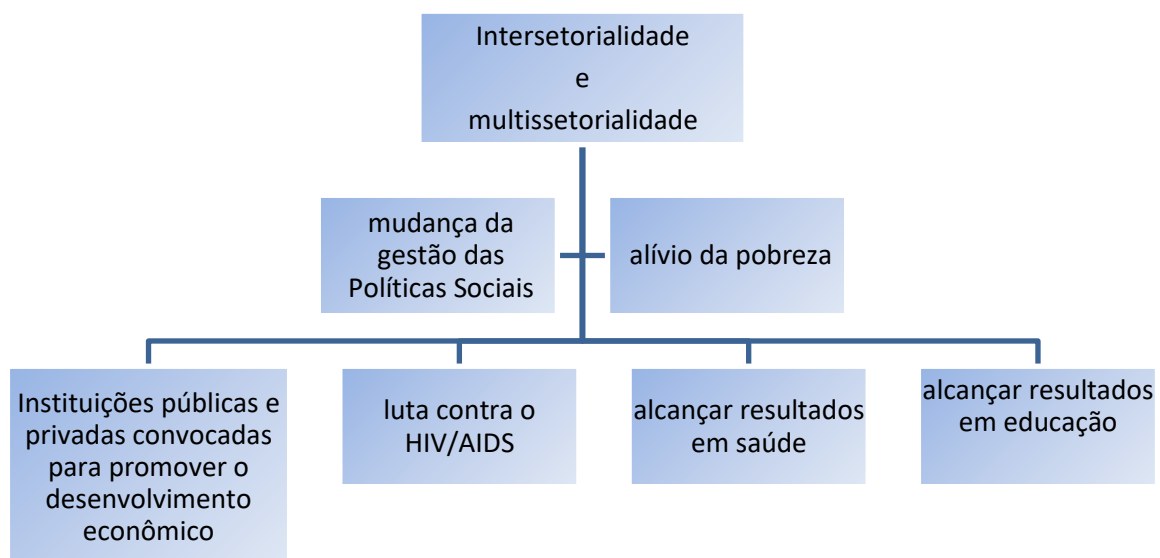 Intersetorialidade
e
multissetorialidade
mudança da
gestão das
Políticas Sociais
alívio da pobreza
Instituições públicas e
privadas convocadas
para promover o
desenvolvimento
econômico
luta contra o
HIV/AIDS
alcançar resultados
em saúde
alcançar resultados
em educação